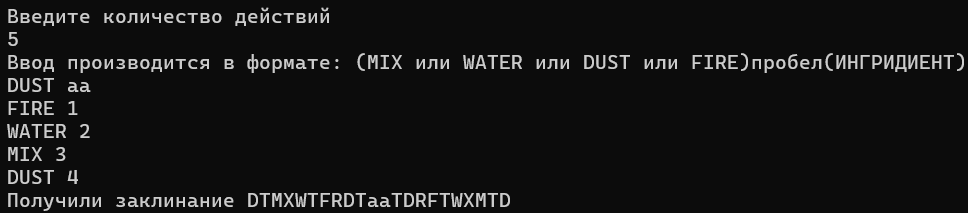 Введите количество действий
5
Ввод производится в формате: (MIX или WATER или DUST или FIRE)пробел(ИНГРИДИЕНТ)
DUST aa
FIRE 1
WATER 2
MIX 3
DUST 4
Получили заклинание DTMXWTFRDTaaTDRFTWXMTD